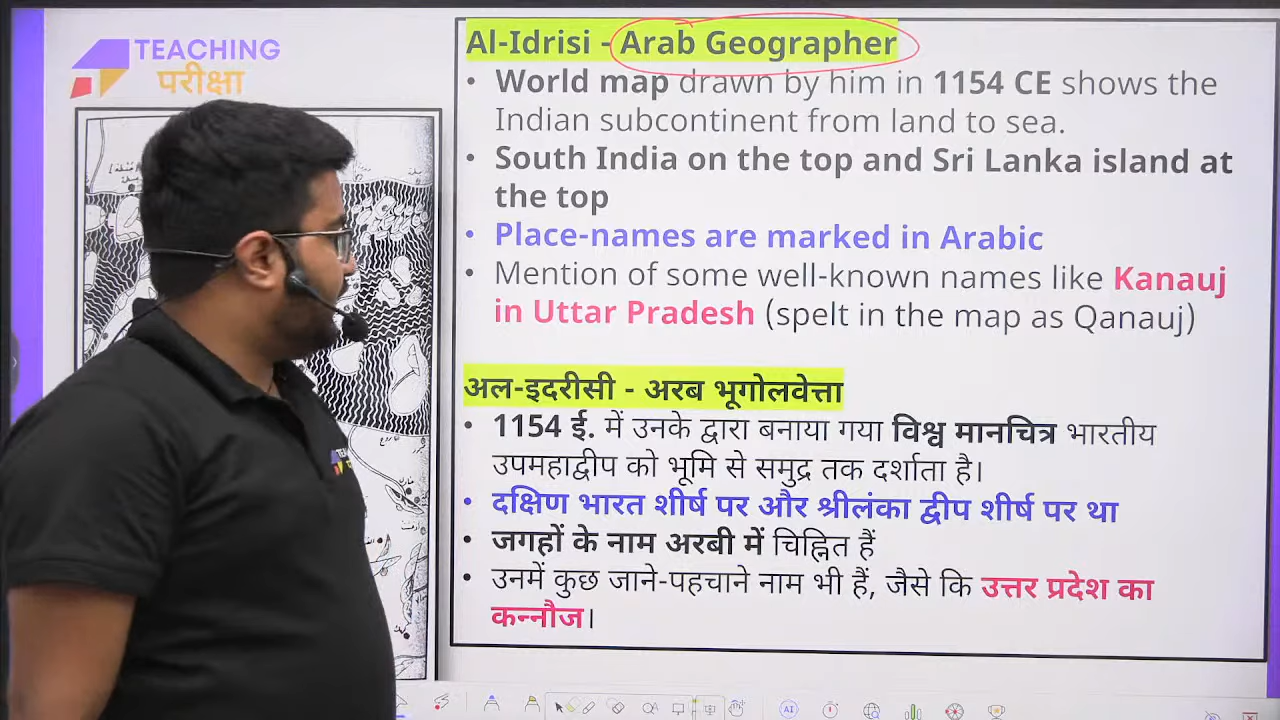 TEACHING
परीक्षा
Al-Idrisi - Arab Geographer
• World map drawn by him in 1154 CE shows the
Indian subcontinent from land to sea.
• South India on the top and Sri Lanka island at
the top
• Place-names are marked in Arabic
• Mention of some well-known names like Kanauj
in Uttar Pradesh (spelt in the map as Qanauj)
अल-इदरीसी - अरब भूगोलवेत्ता
• 1154 ई. में उनके द्वारा बनाया गया विश्व मानचित्र भारतीय
उपमहाद्वीप को भूमि से समुद्र तक दर्शाता है।
• दक्षिण भारत शीर्ष पर और श्रीलंका द्वीप शीर्ष पर था
• जगहों के नाम अरबी में चिह्नित हैं
• उनमें कुछ जाने-पहचाने नाम भी हैं, जैसे कि उत्तर प्रदेश का
कन्नौज।
AI